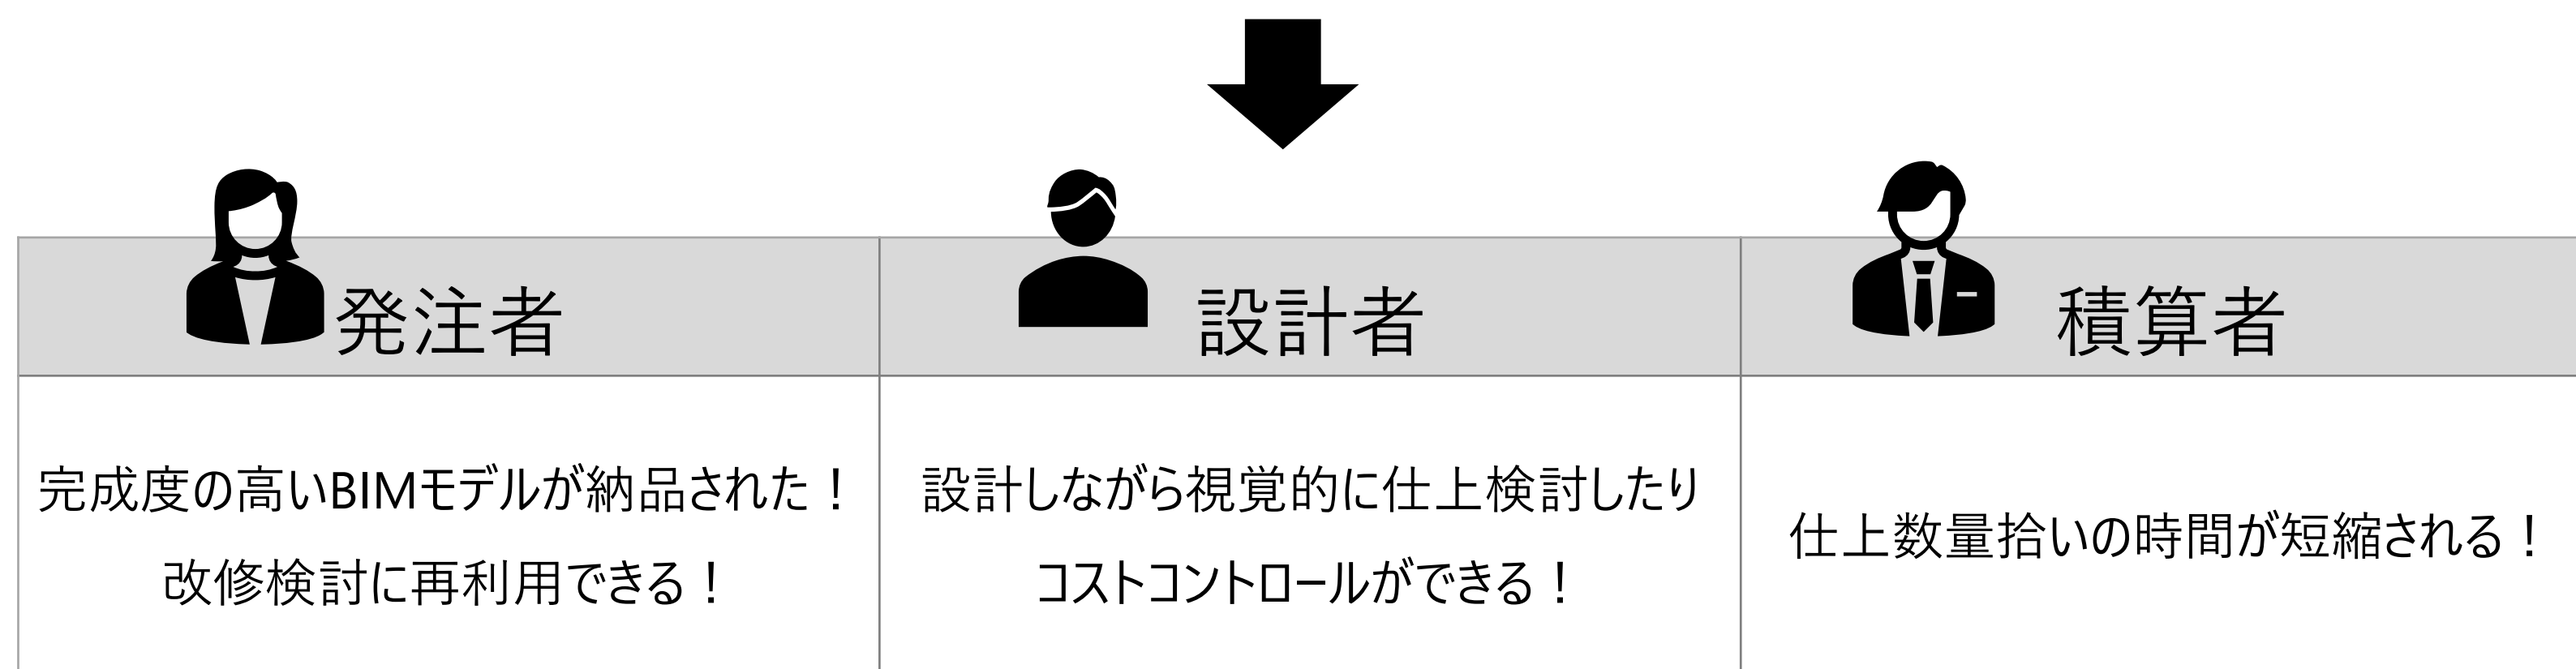 発注者
設計者
積算者
完成度の高いBIMモデルが納品された！
改修検討に再利用できる！
設計しながら視覚的に仕上検討したり
コストコントロールができる！
仕上数量拾いの時間が短縮される！